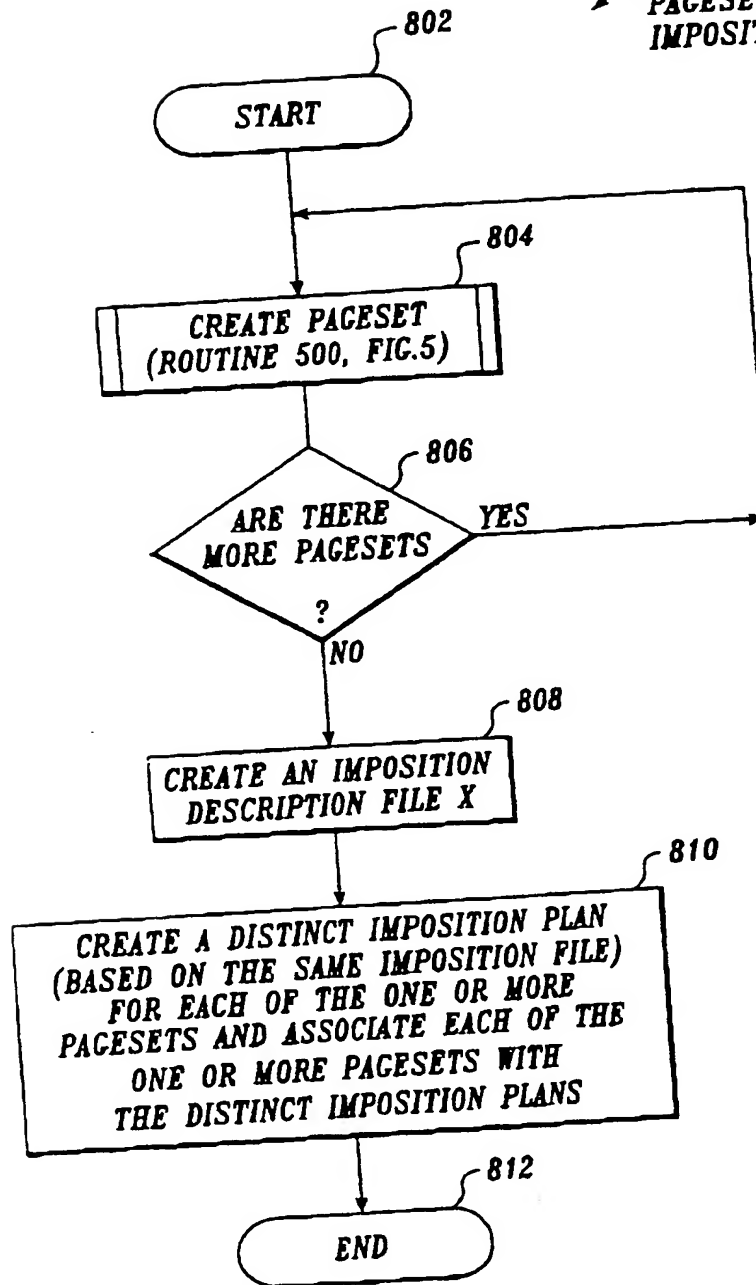 802
PAGESE
IMPOSIT
START
804
CREATE PAGESET
(ROUTINE 500, FIG.5)
806
ARE THERE
MORE PAGESETS
?
YES
NO
808
CREATE AN IMPOSITION
DESCRIPTION FILE X
810
CREATE A DISTINCT IMPOSITION PLAN
(BASED ON THE SAME IMPOSITION FILE)
FOR EACH OF THE ONE OR MORE
PAGESETS AND ASSOCIATE EACH OF THE
ONE OR MORE PAGESETS WITH
THE DISTINCT IMPOSITION PLANS
812
END